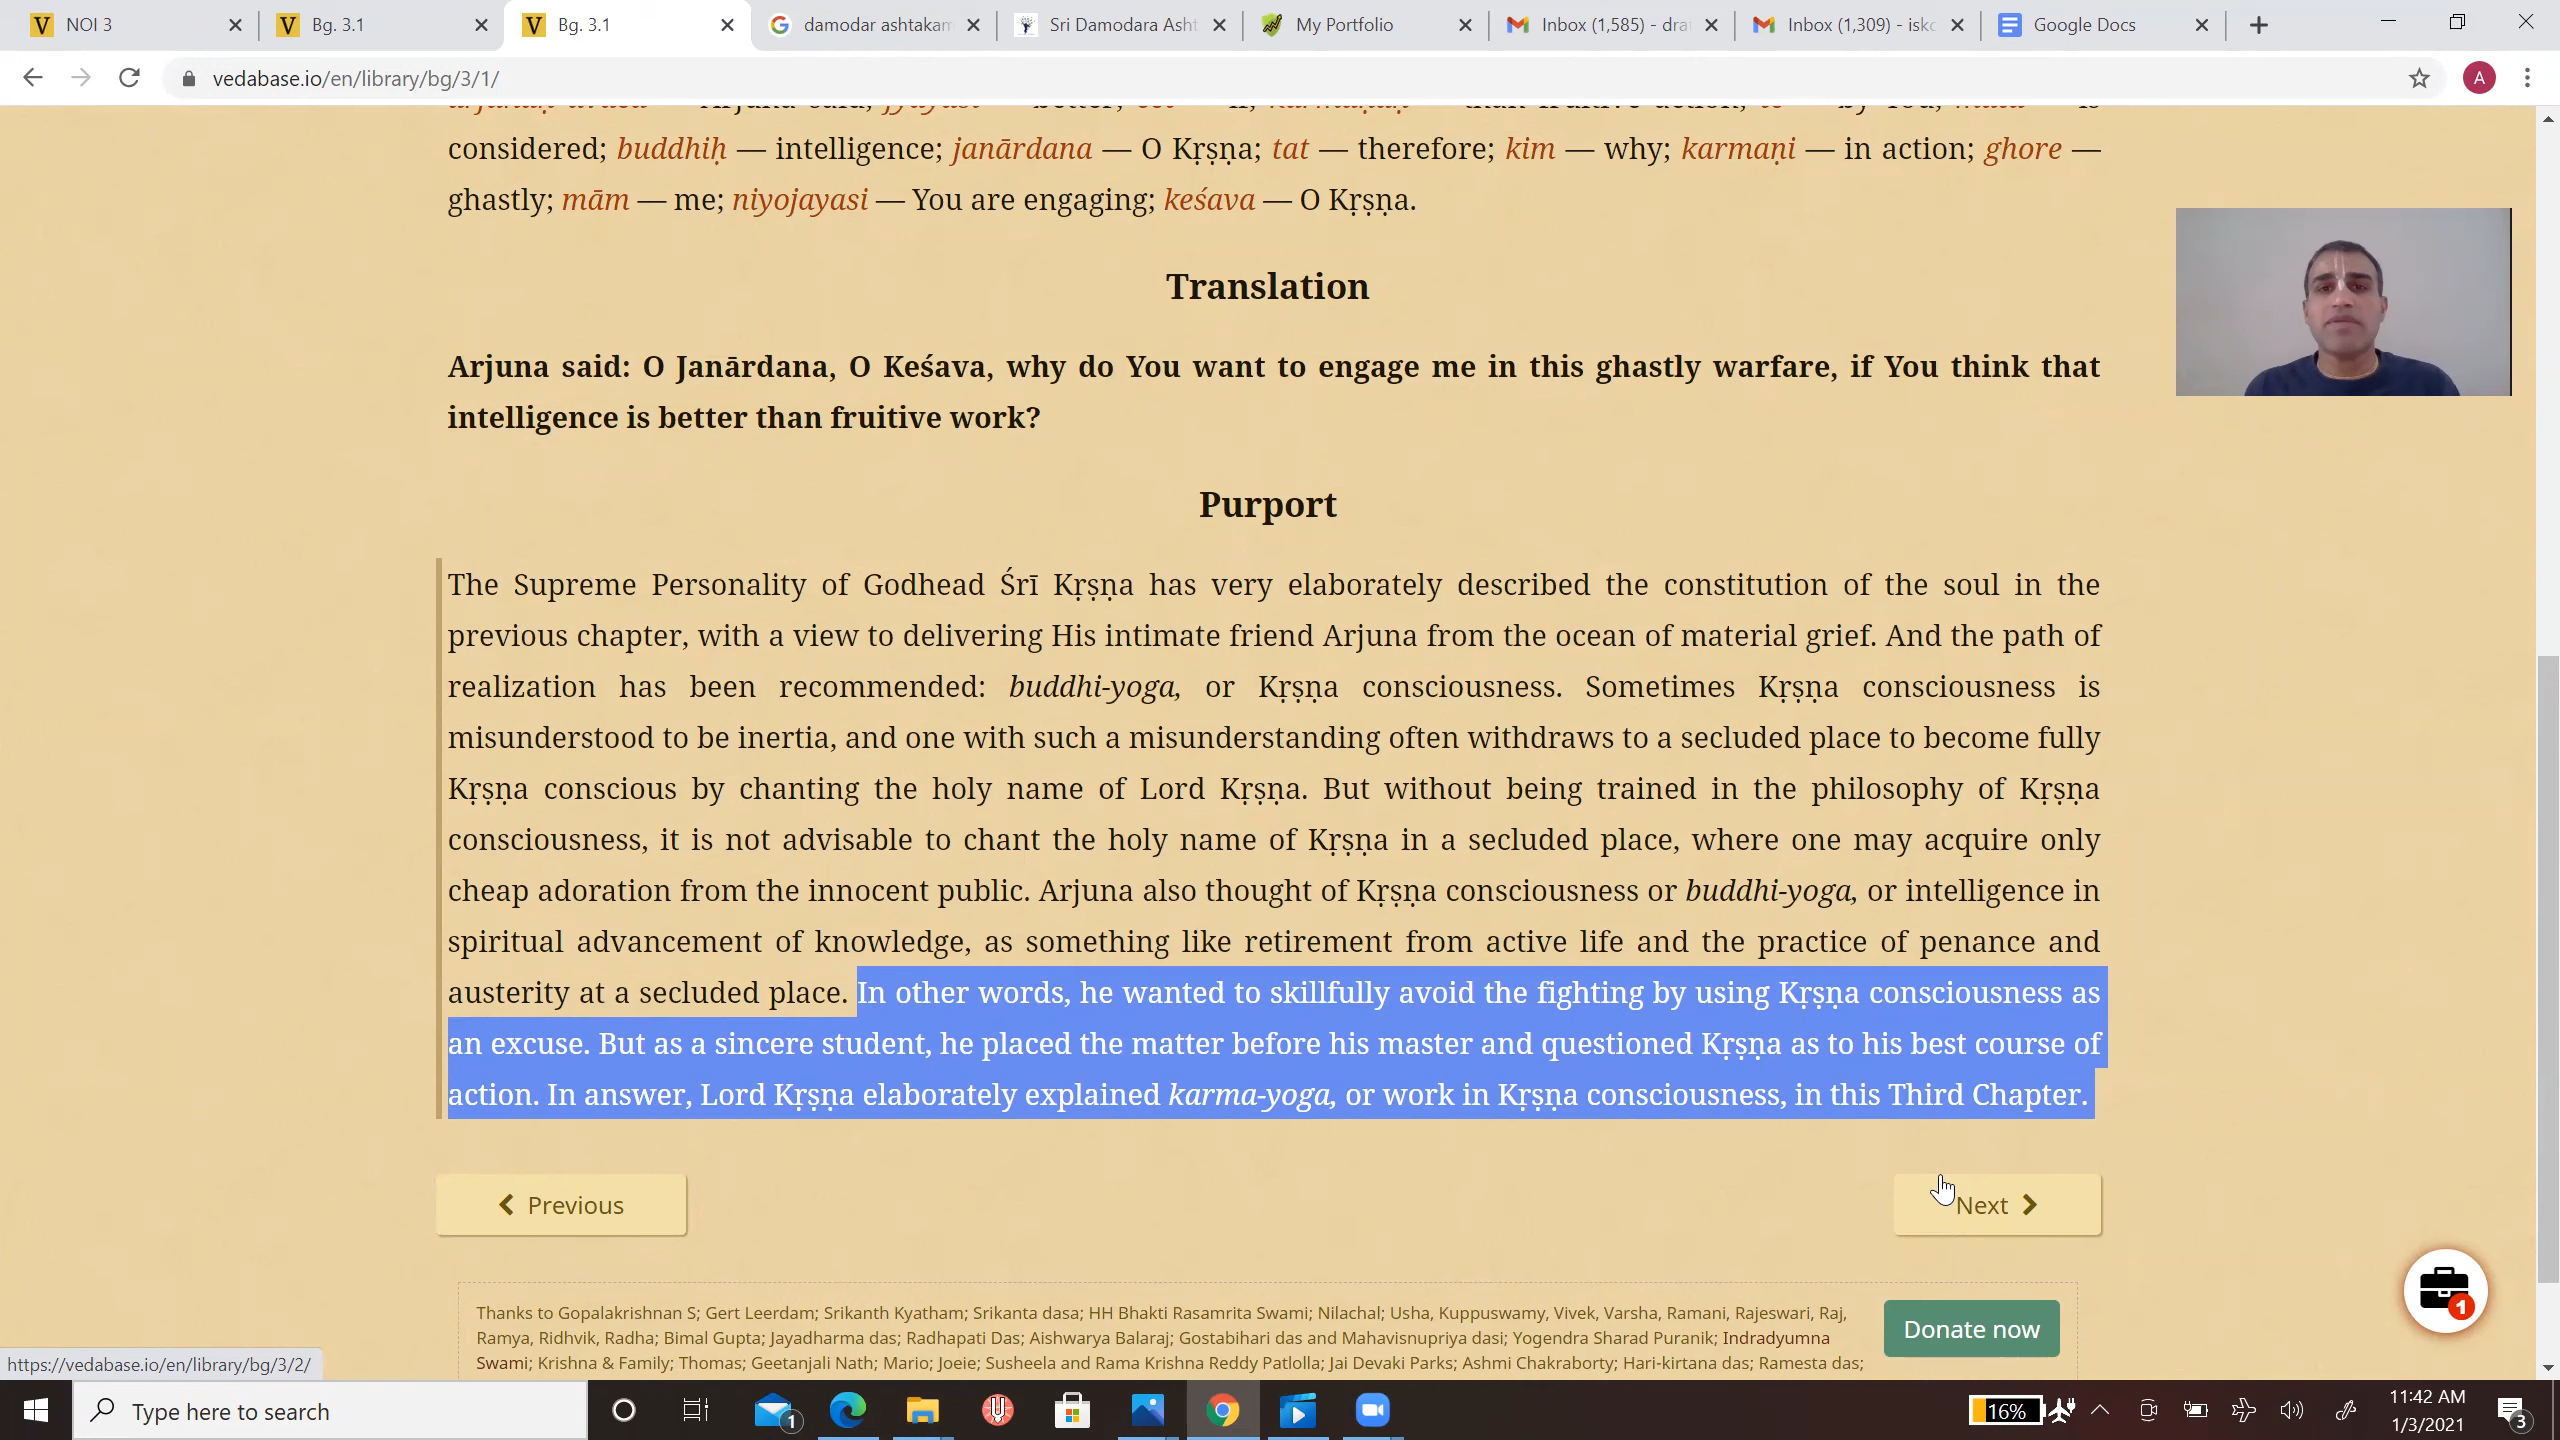 NOI 3
Bg. 3.1
Bg. 3.1
damodar ashtakam
Sri Damodara Asht
My Portfolio
Inbox (1,585) - dra
Inbox (1,309) - isk
Google Docs
vedabase.io/en/library/bg/3/1/
A
considered; buddhiḥ — intelligence; janārdana — O Kṛṣṇa; tat — therefore; kim — why; karmaṇi — in action; ghore —
ghastly; mām — me; niyojayasi — You are engaging; keśava — O Kṛṣṇa.
Translation
Arjuna said: O Janārdana, O Keśava, why do You want to engage me in this ghastly warfare, if You think that
intelligence is better than fruitive work?
Purport
The Supreme Personality of Godhead Śrī Kṛṣṇa has very elaborately described the constitution of the soul in the
previous chapter, with a view to delivering His intimate friend Arjuna from the ocean of material grief. And the path of
realization has been recommended: buddhi-yoga, or Kṛṣṇa consciousness. Sometimes Kṛṣṇa consciousness is
misunderstood to be inertia, and one with such a misunderstanding often withdraws to a secluded place to become fully
Kṛṣṇa conscious by chanting the holy name of Lord Kṛṣṇa. But without being trained in the philosophy of Kṛṣṇa
consciousness, it is not advisable to chant the holy name of Kṛṣṇa in a secluded place, where one may acquire only
cheap adoration from the innocent public. Arjuna also thought of Kṛṣṇa consciousness or buddhi-yoga, or intelligence in
spiritual advancement of knowledge, as something like retirement from active life and the practice of penance and
austerity at a secluded place. In other words, he wanted to skillfully avoid the fighting by using Kṛṣṇa consciousness as
an excuse. But as a sincere student, he placed the matter before his master and questioned Kṛṣṇa as to his best course of
action. In answer, Lord Kṛṣṇa elaborately explained karma-yoga, or work in Kṛṣṇa consciousness, in this Third Chapter.
Previous
Next
Thanks to Gopalakrishnan S; Gert Leerdam; Srikanth Kyatham; Srikanta dasa; HH Bhakti Rasamrita Swami; Nilachal; Usha, Kuppuswamy, Vivek, Varsha, Ramani, Rajeswari, Raj,
Ramya, Ridhvik, Radha; Bimal Gupta; Jayadharma das; Radhapati Das; Aishwarya Balaraj; Gostabihari das and Mahavisnupriya dasi; Yogendra Sharad Puranik; Indradyumna
Swami; Krishna & Family; Thomas; Geetanjali Nath; Mario; Joeie; Susheela and Rama Krishna Reddy Patlolla; Jai Devaki Parks; Ashmi Chakraborty; Hari-kirtana das; Ramesta das;
Donate now
1
https://vedabase.io/en/library/bg/3/2/
Type here to search
1
16%
11:42 AM
1/3/2021
3